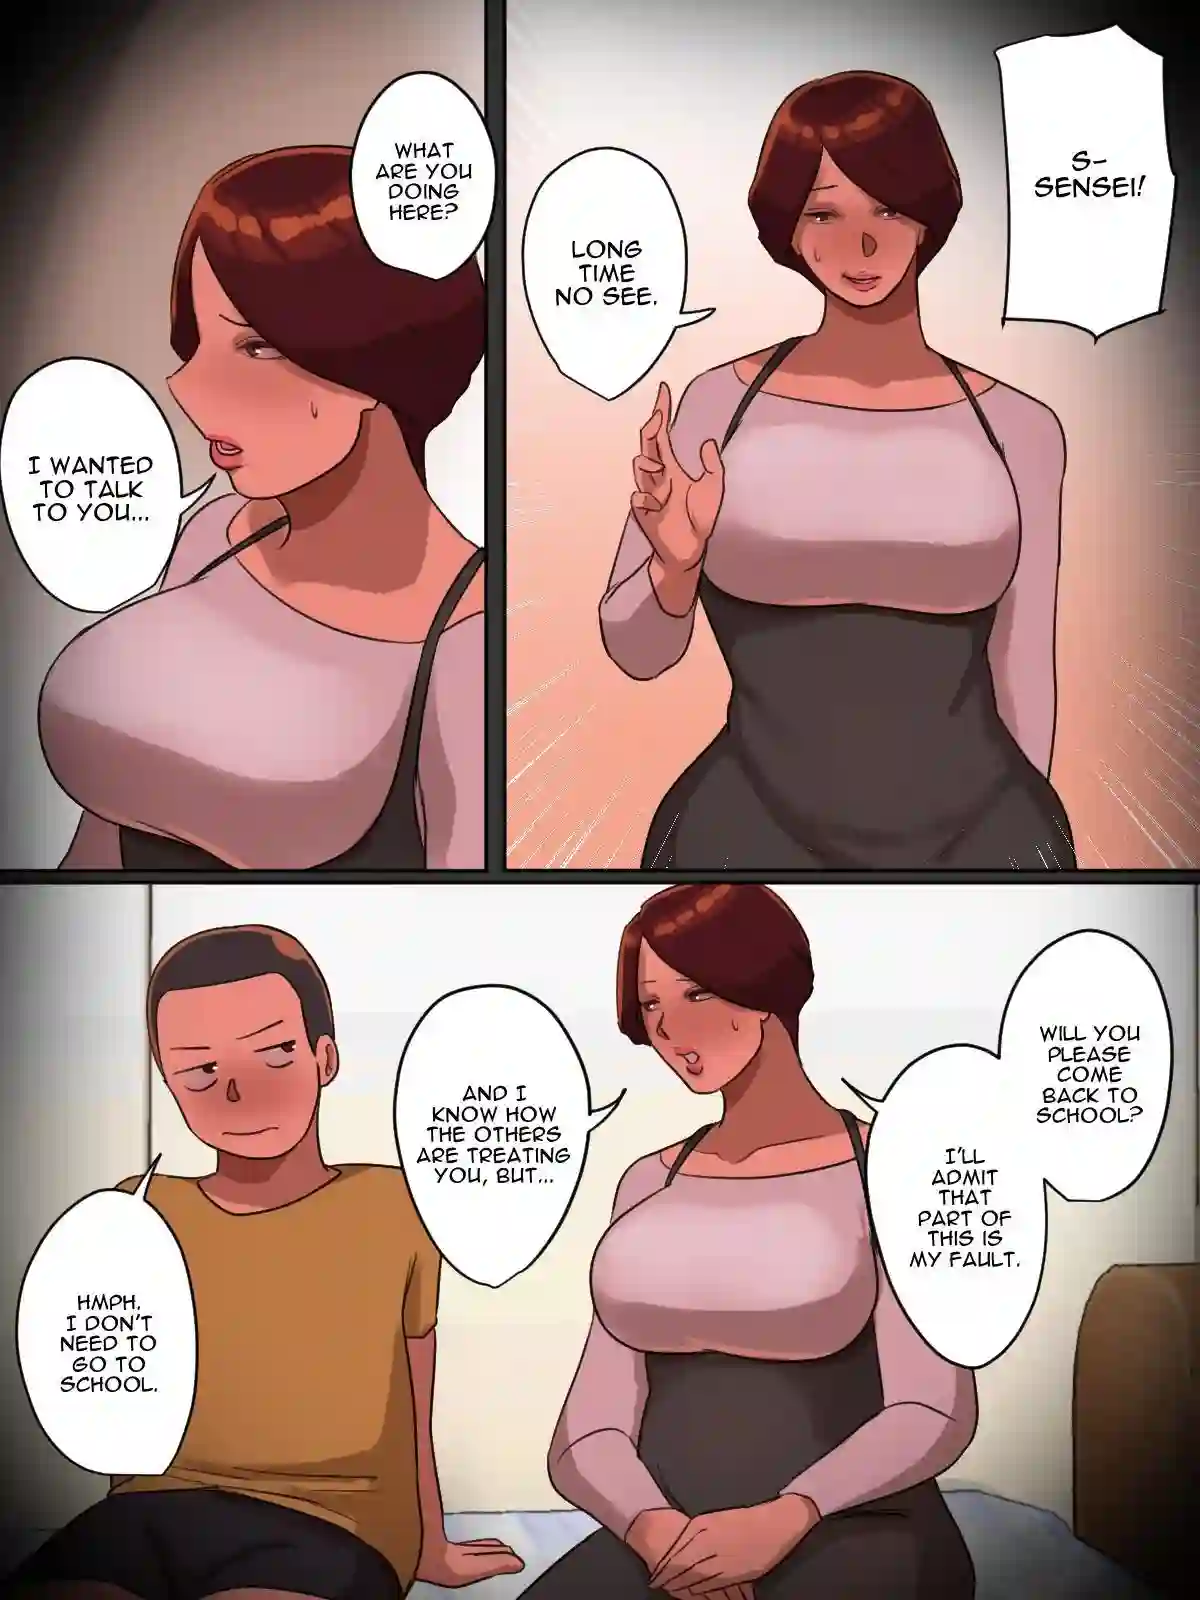 S-
SENSEI!
LONG
TIME
NO SEE.
WHAT
ARE YOU
DOING
HERE?
I WANTED
TO TALK
TO YOU...
WILL YOU
PLEASE
COME
BACK TO
SCHOOL?
I'LL
ADMIT
THAT
PART OF
THIS IS
MY FAULT.
AND I
KNOW HOW
THE OTHERS
ARE TREATING
YOU, BUT...
HMPH.
I DON'T
NEED TO
GO TO
SCHOOL.